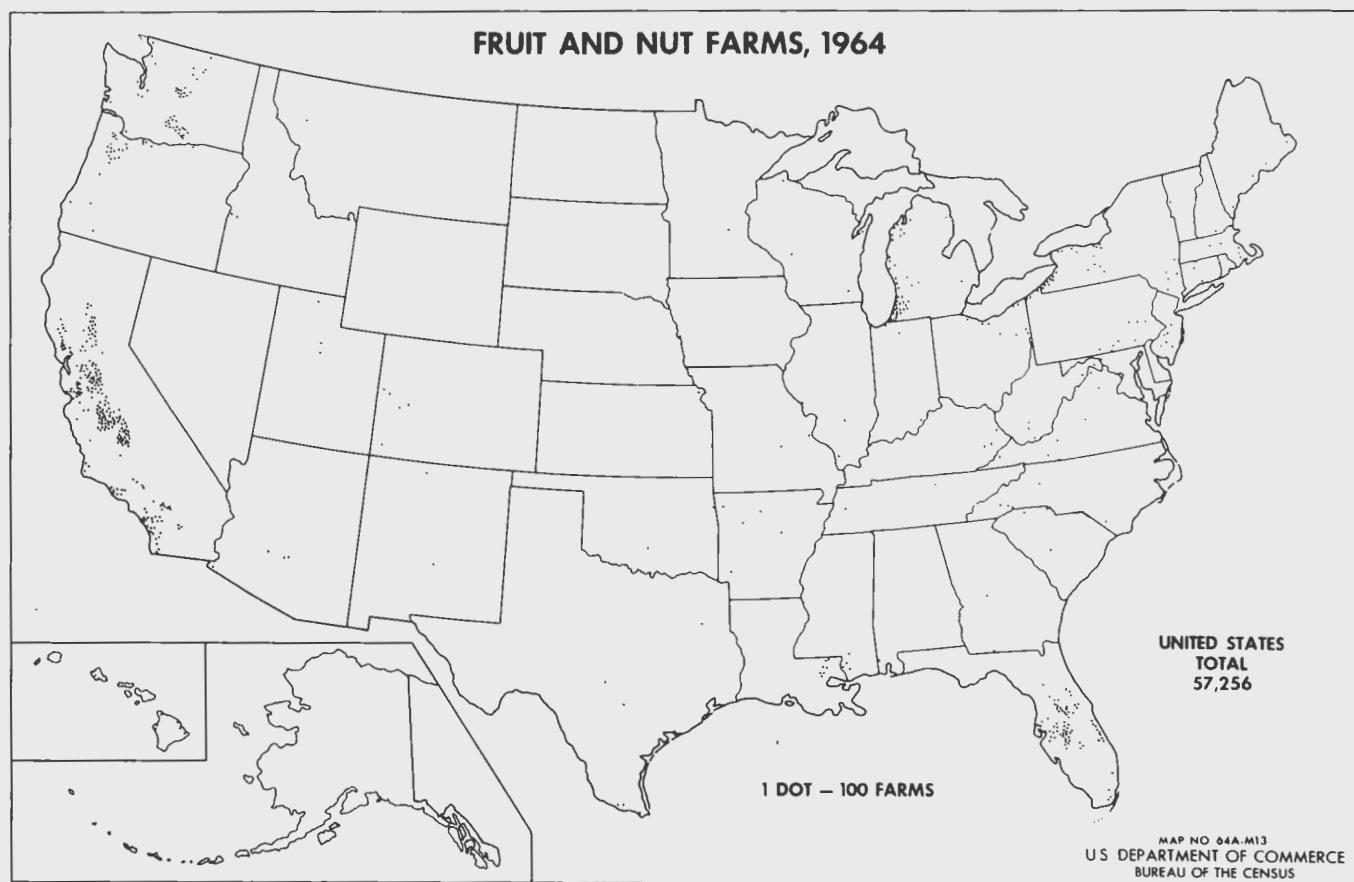 FRUIT AND NUT FARMS, 1964
UNITED STATES
TOTAL
57,256
1 DOT – 100 FARMS
MAP NO 64A-M13
U S DEPARTMENT OF COMMERCE
BUREAU OF THE CENSUS